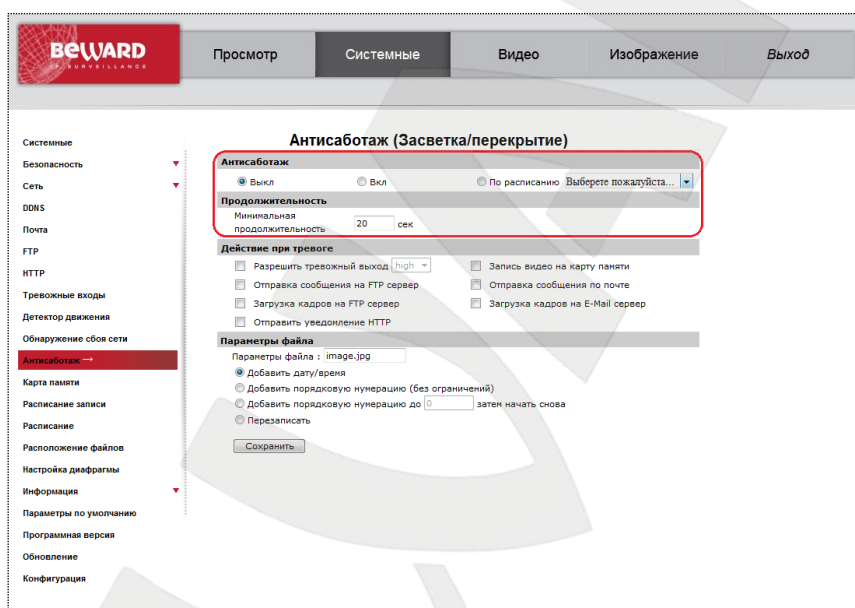 BEWARD
IP SURVEILLANCE
Просмотр
Системные
Видео
Изображение
Выход
Системные
Безопасность
Сеть
DDNS
Почта
FTP
HTTP
Тревожные входы
Детектор движения
Обнаружение сбоя сети
Антисаботаж →
Карта памяти
Расписание записи
Расписание
Расположение файлов
Настройка диафрагмы
Информация
Параметры по умолчанию
Программная версия
Обновление
Конфигурация
Антисаботаж (Засветка/перекрытие)
Антисаботаж
Выкл Вкл По расписанию Выберете пожалуйста...
Продолжительность
Минимальная
продолжительность 20 сек
Действие при тревоге
Разрешить тревожный выход high Запись видео на карту памяти
Отправка сообщения на FTP сервер Отправка сообщения по почте
Загрузка кадров на FTP сервер Загрузка кадров на E-Mail сервер
Отправить уведомление HTTP
Параметры файла
Параметры файла : image.jpg
Добавить дату/время
Добавить порядковую нумерацию (без ограничений)
Добавить порядковую нумерацию до 0 затем начать снова
Перезаписать
Сохранить